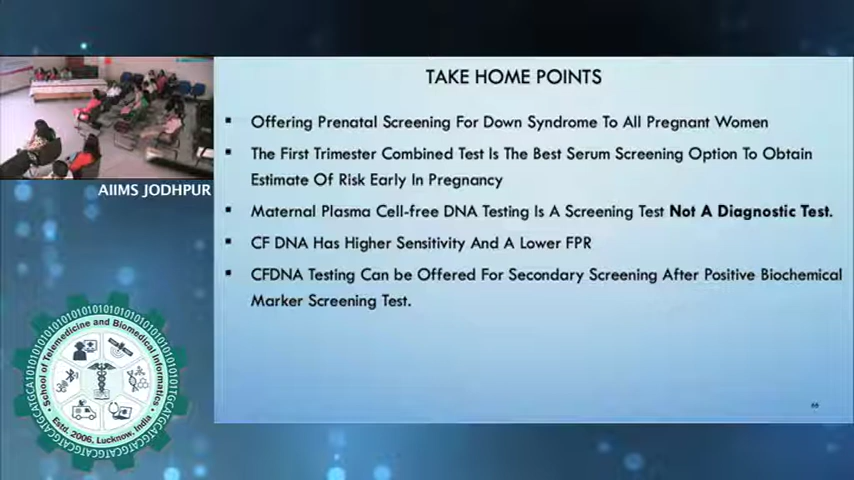 TAKE HOME POINTS
▪ Offering Prenatal Screening For Down Syndrome To All Pregnant Women
▪ The First Trimester Combined Test Is The Best Serum Screening Option To Obtain
Estimate Of Risk Early In Pregnancy
▪ Maternal Plasma Cell-free DNA Testing Is A Screening Test Not A Diagnostic Test.
▪ CF DNA Has Higher Sensitivity And A Lower FPR
▪ CFDNA Testing Can be Offered For Secondary Screening After Positive Biochemical
Marker Screening Test.
AIIMS JODHPUR
School of Telemedicine and Biomedical Informatics
Estd. 2006, Lucknow, India